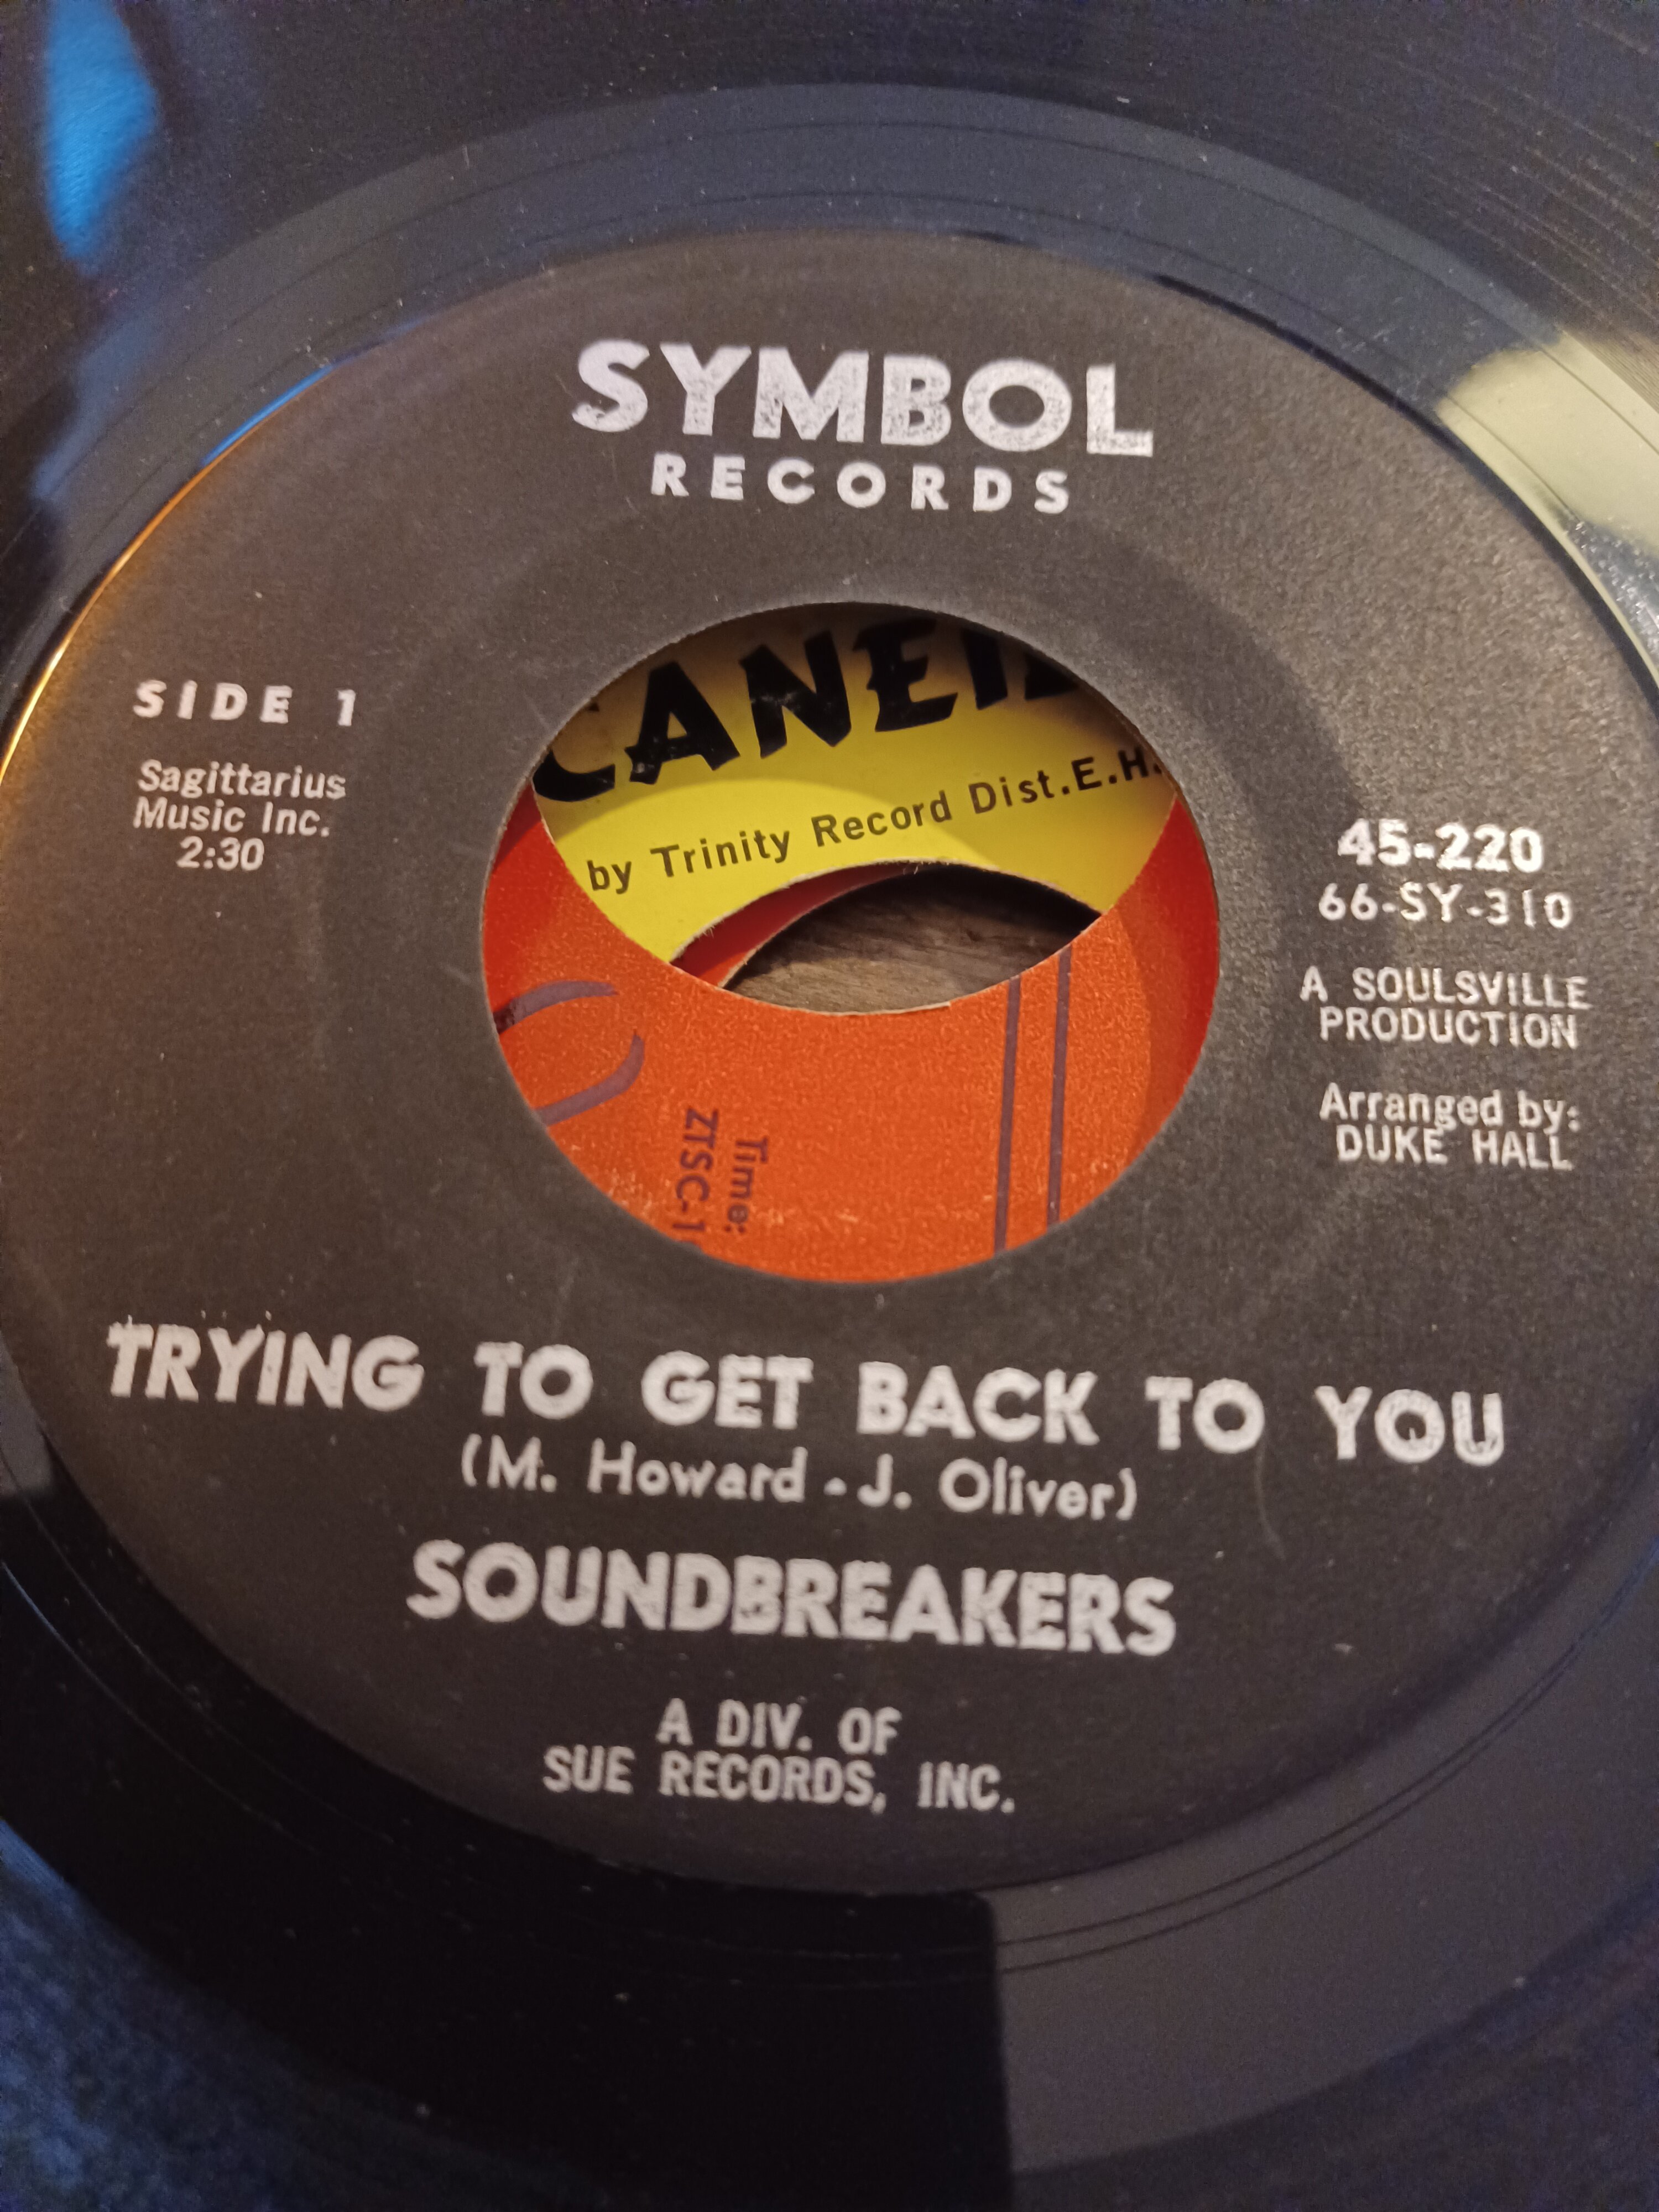 SYMBOL
RECORDS
SIDE 1
Sagittarius
Music Inc.
2:30
45-220
66-SY-310
A SOULSVILLE
PRODUCTION
Arranged by:
DUKE HALL
by Trinity Record Dist.E.H.
Time:
ZTSC-1
TRYING TO GET BACK TO YOU
(M. Howard - J. Oliver)
SOUNDBREAKERS
A DIV. OF
SUE RECORDS, INC.